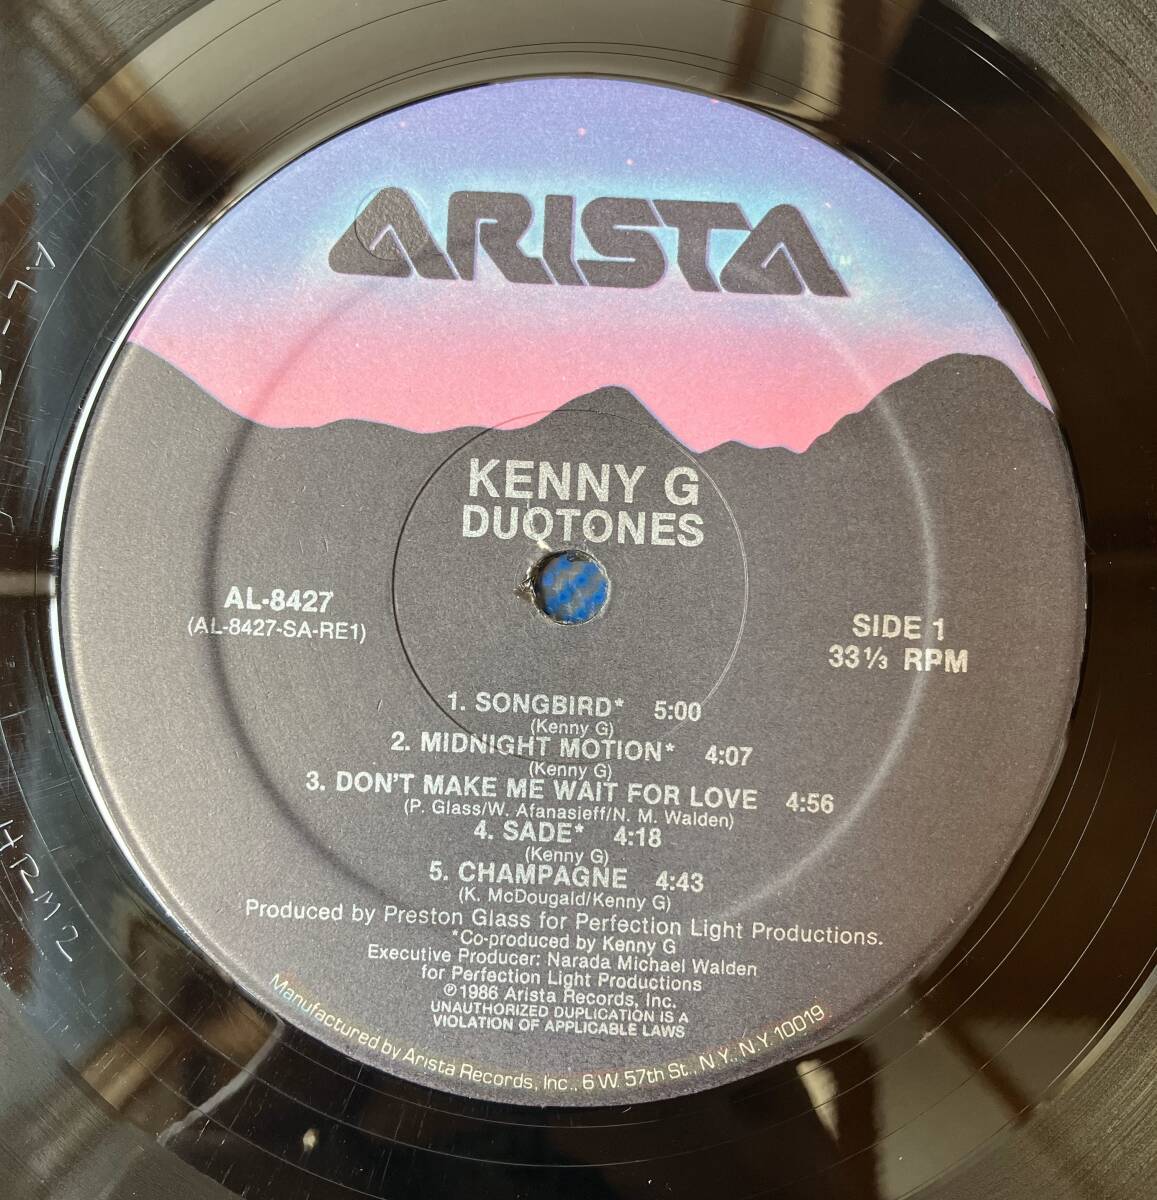 ARISTA
KENNY G
DUOTONES
AL-8427
(AL-8427-SA-RE1)
SIDE 1
33 1/3 RPM
1. SONGBIRD* 5:00
(Kenny G)
2. MIDNIGHT MOTION* 4:07
(Kenny G)
3. DON'T MAKE ME WAIT FOR LOVE 4:56
(P. Glass/W. Afanasieff/N. M. Walden)
4. SADE* 4:18
(Kenny G)
5. CHAMPAGNE 4:43
(K. McDougald/Kenny G)
Produced by Preston Glass for Perfection Light Productions.
*Co-produced by Kenny G
Executive Producer: Narada Michael Walden
for Perfection Light Productions
℗1986 Arista Records, Inc.
UNAUTHORIZED DUPLICATION IS A
VIOLATION OF APPLICABLE LAWS
Manufactured by Arista Records, Inc., 6 W. 57th St., N.Y., N.Y. 10019
HRM2